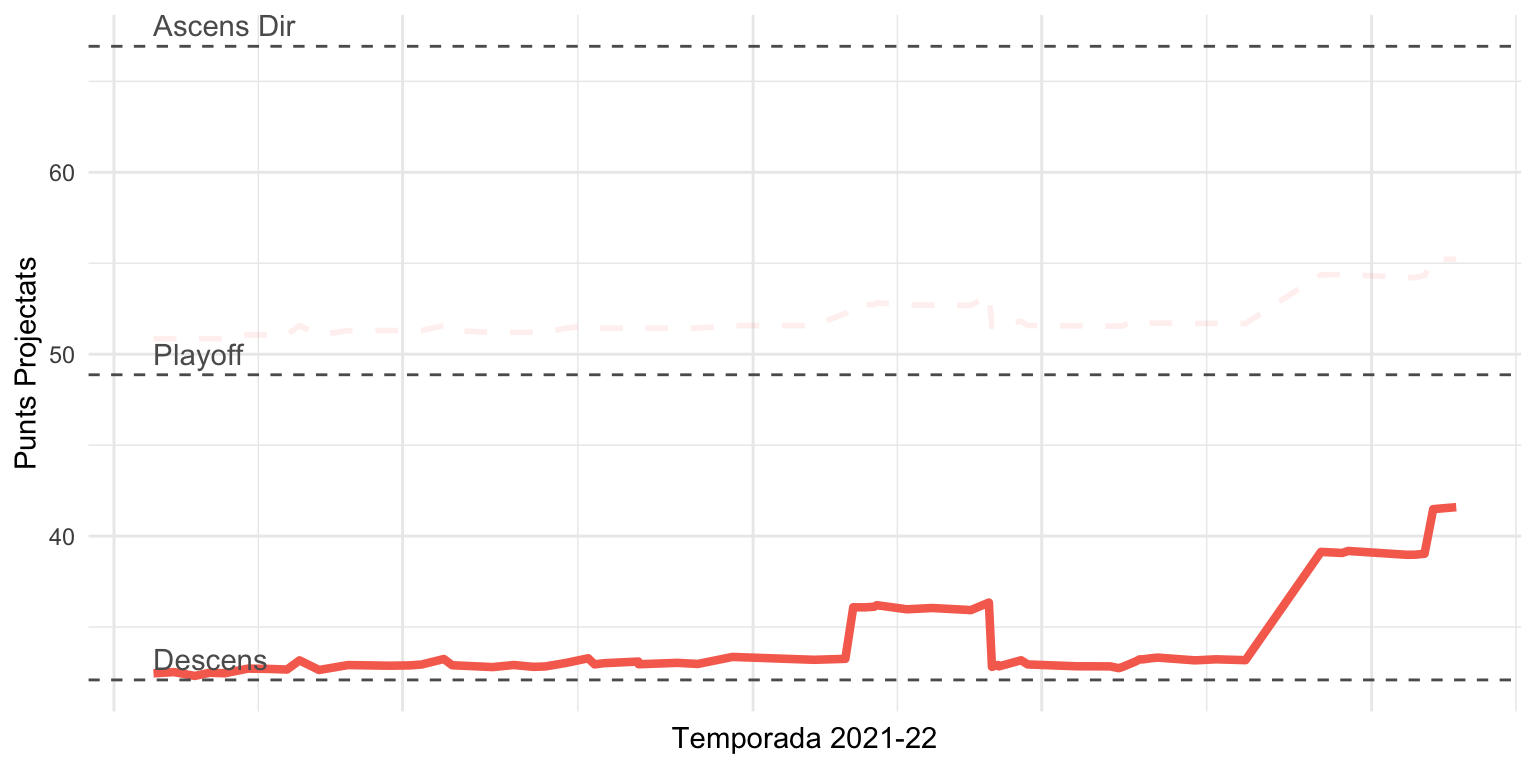 Ascens Dir
60
Playoff
50
40
Descens
Punts Projectats
Temporada 2021-22